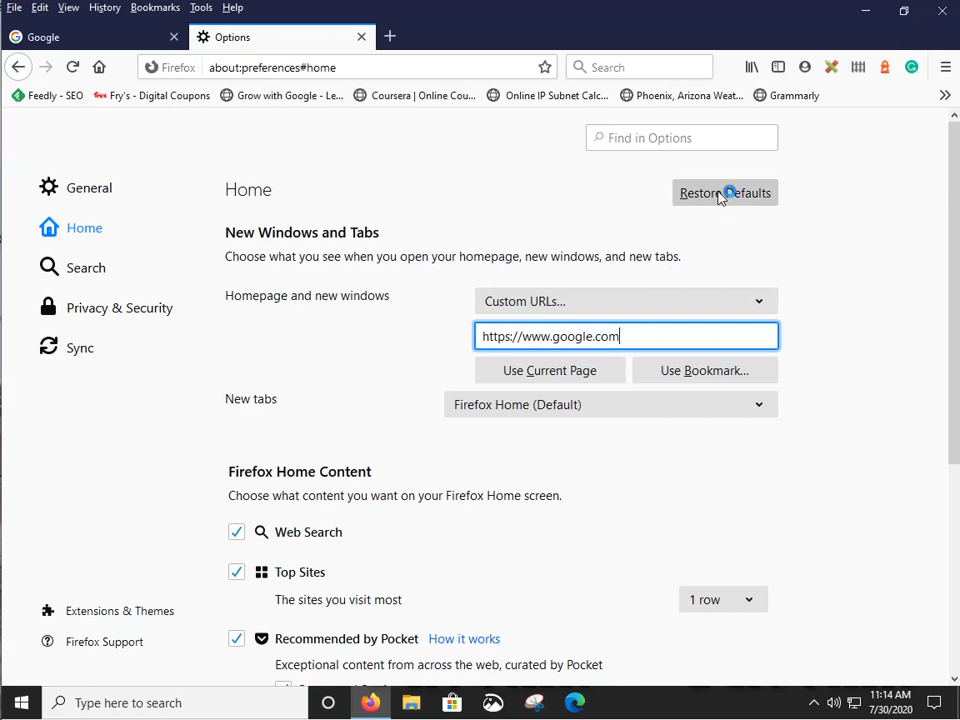 File Edit View History Bookmarks Tools Help
Google Options
Firefox about:preferences#home Search
Feedly - SEO Fry's - Digital Coupons Grow with Google - Le... Coursera | Online Cou... Online IP Subnet Calc... Phoenix, Arizona Weat... Grammarly
Find in Options
General
Home
Search
Privacy & Security
Sync
Extensions & Themes
Firefox Support
Home Restore Defaults
New Windows and Tabs
Choose what you see when you open your homepage, new windows, and new tabs.
Homepage and new windows Custom URLs...
https://www.google.com
Use Current Page Use Bookmark...
New tabs Firefox Home (Default)
Firefox Home Content
Choose what content you want on your Firefox Home screen.
Web Search
Top Sites
The sites you visit most 1 row
Recommended by Pocket How it works
Exceptional content from across the web, curated by Pocket
Type here to search
11:14 AM
7/30/2020